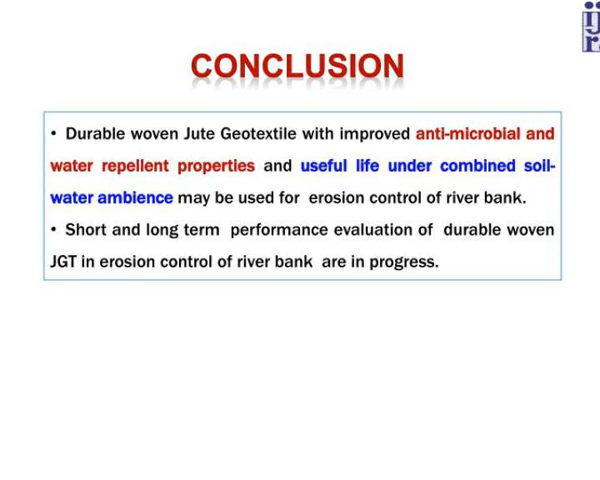 CONCLUSION
• Durable woven Jute Geotextile with improved anti-microbial and
water repellent properties and useful life under combined soil-
water ambience may be used for erosion control of river bank.
• Short and long term performance evaluation of durable woven
JGT in erosion control of river bank are in progress.